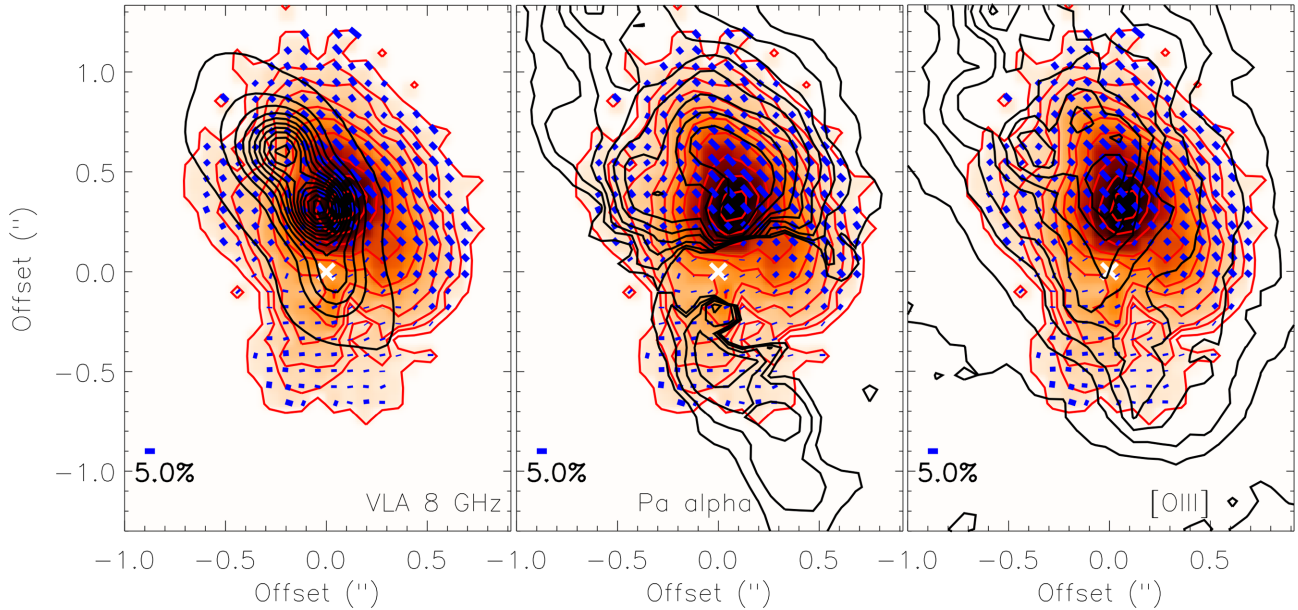 1.0
0.5
0.0
−0.5
−1.0
Offset ('')
5.0%
VLA 8 GHz
5.0%
Pa alpha
5.0%
[OIII]
−1.0 −0.5 0.0 0.5 −1.0 −0.5 0.0 0.5 −1.0 −0.5 0.0 0.5
Offset ('') Offset ('') Offset ('')